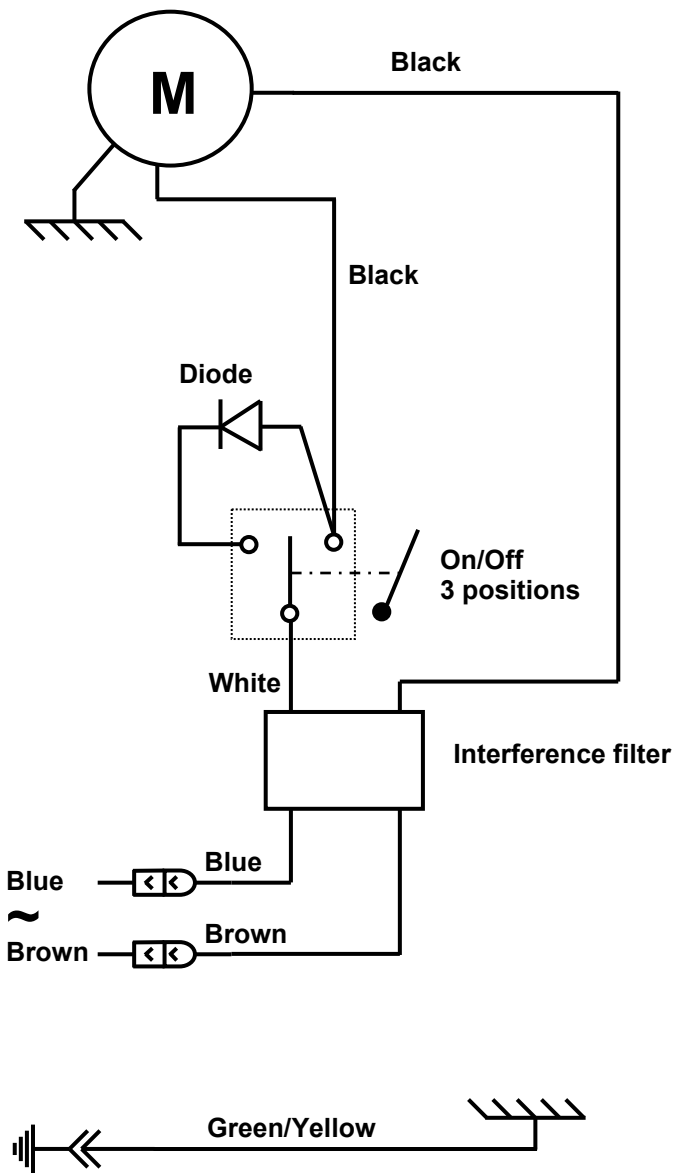 Black
M
Black
Diode
On/Off
3 positions
White
Interference filter
Blue
Blue
~
Brown
Brown
Green/Yellow